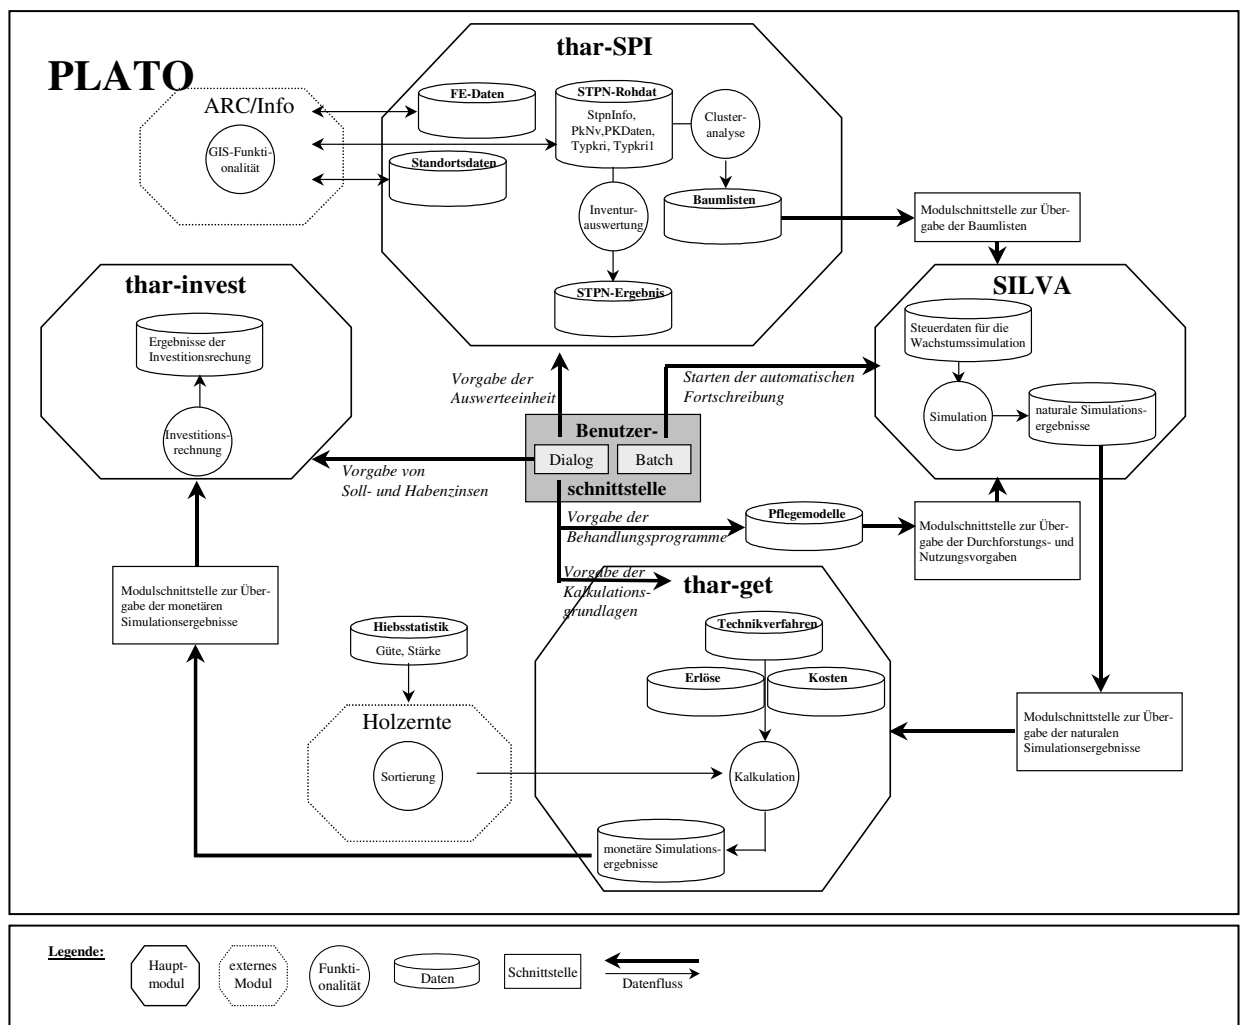 PLATO
thar-SPI
ARC/Info
GIS-Funkti-
onalität
FE-Daten
Standortsdaten
STPN-Rohdat
StpnInfo,
PkNv,PKDaten,
Typkri, Typkri1
Cluster-
analyse
Inventur-
auswertung
Baumlisten
STPN-Ergebnis
Modulschnittstelle zur Über-
gabe der Baumlisten
thar-invest
Ergebnisse der
Investitionsrechung
Investitions-
rechnung
SILVA
Steuerdaten für die
Wachstumssimulation
Simulation
naturale Simulations-
ergebnisse
Vorgabe der
Auswerteeinheit
Starten der automatischen
Fortschreibung
Benutzer-
Dialog
Batch
schnittstelle
Vorgabe von
Soll- und Habenzinsen
Vorgabe der
Behandlungsprogramme
Pflegemodelle
Modulschnittstelle zur Über-
gabe der Durchforstungs- und
Nutzungsvorgaben
Vorgabe der
Kalkulations-
grundlagen
thar-get
Modulschnittstelle zur Über-
gabe der monetären
Simulationsergebnisse
Hiebsstatistik
Güte, Stärke
Technikverfahren
Erlöse
Kosten
Holzernte
Sortierung
Kalkulation
Modulschnittstelle zur Über-
gabe der naturalen
Simulationsergebnisse
monetäre Simulations-
ergebnisse
Legende:
Haupt-
modul
externes
Modul
Funkti-
onalität
Daten
Schnittstelle
Datenfluss